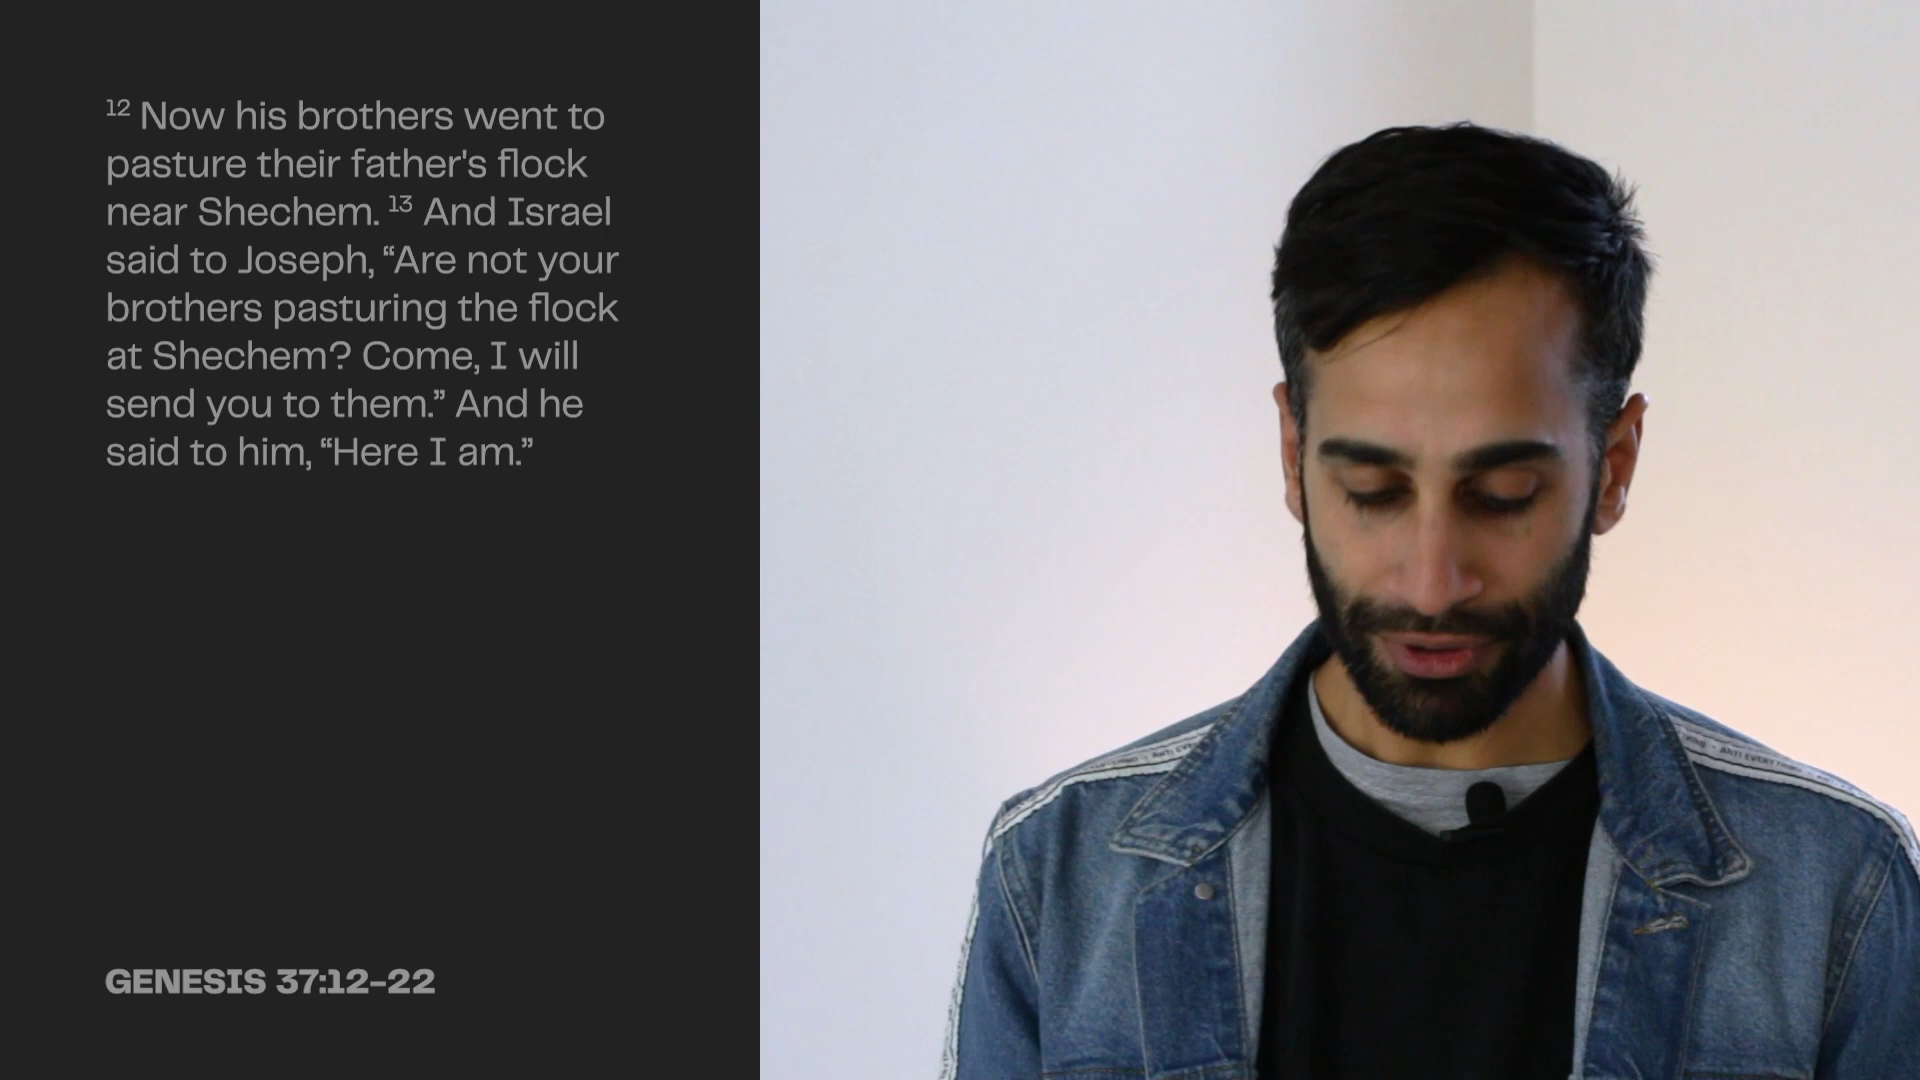 12 Now his brothers went to
pasture their father's flock
near Shechem. 13 And Israel
said to Joseph, “Are not your
brothers pasturing the flock
at Shechem? Come, I will
send you to them.” And he
said to him, “Here I am.”
GENESIS 37:12-22
ANTI EVERYTHING